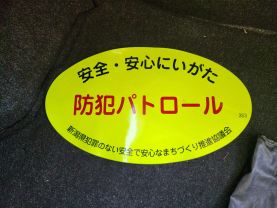 安全・安心にいがた
防犯パトロール
新潟県犯罪のない安全で安心なまちづくり推進協議会